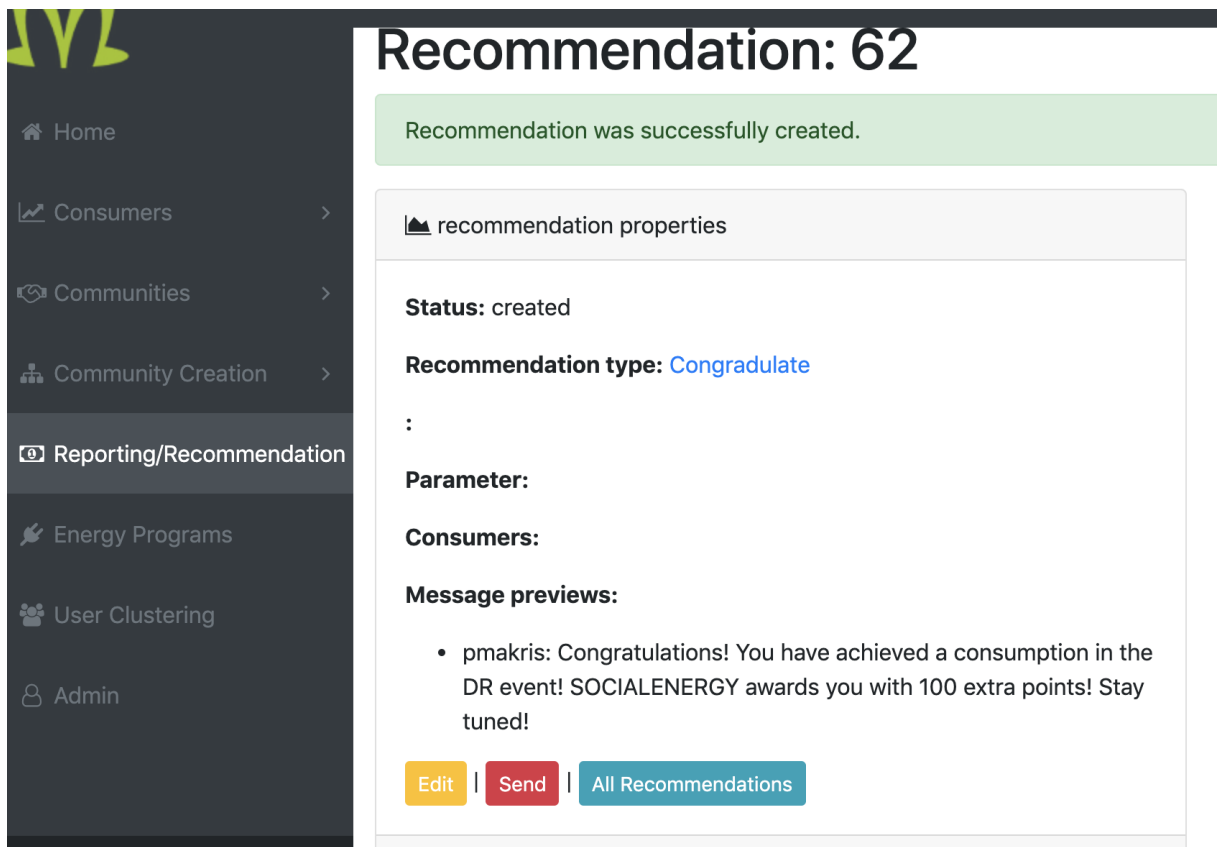 Recommendation: 62
Home
Recommendation was successfully created.
Consumers
recommendation properties
Communities
Status: created
Recommendation type: Congradulate
Community Creation
:
Reporting/Recommendation
Parameter:
Energy Programs
Consumers:
Message previews:
User Clustering
pmakris: Congratulations! You have achieved a consumption in the
DR event! SOCIALENERGY awards you with 100 extra points! Stay
tuned!
Admin
Edit | Send | All Recommendations